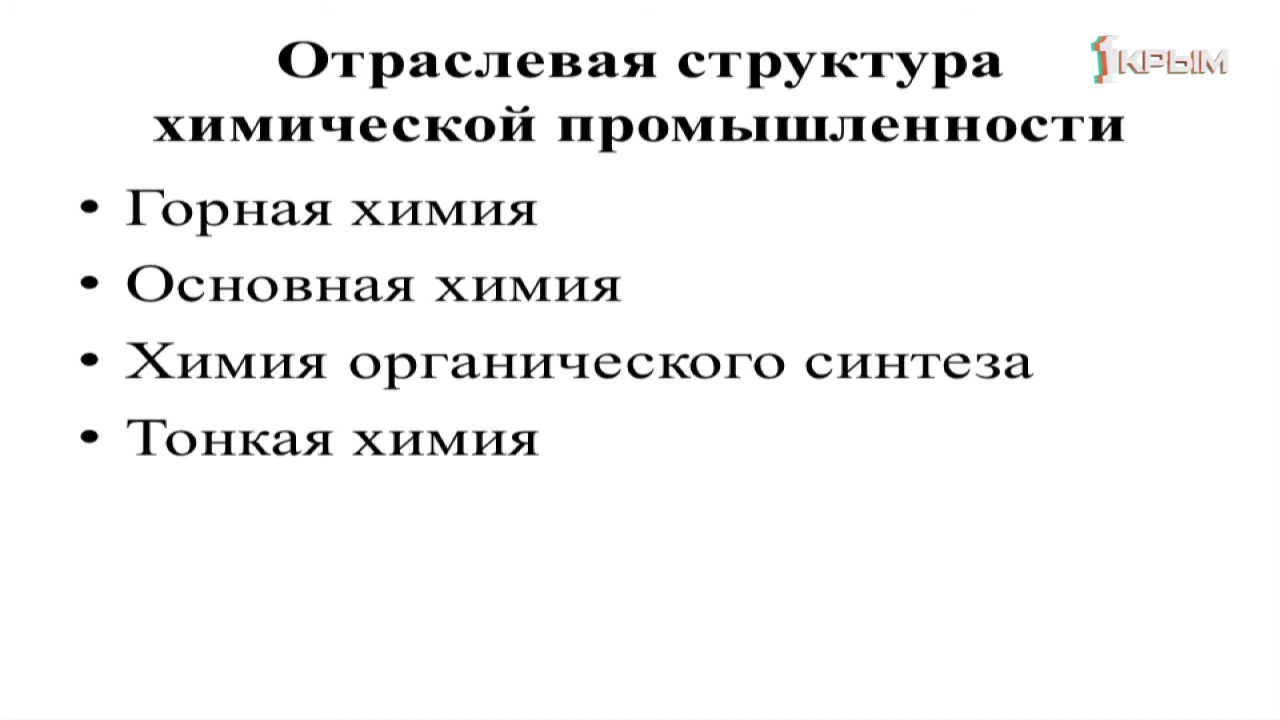 Отраслевая структура
химической промышленности
1КРЫМ
• Горная химия
• Основная химия
• Химия органического синтеза
• Тонкая химия